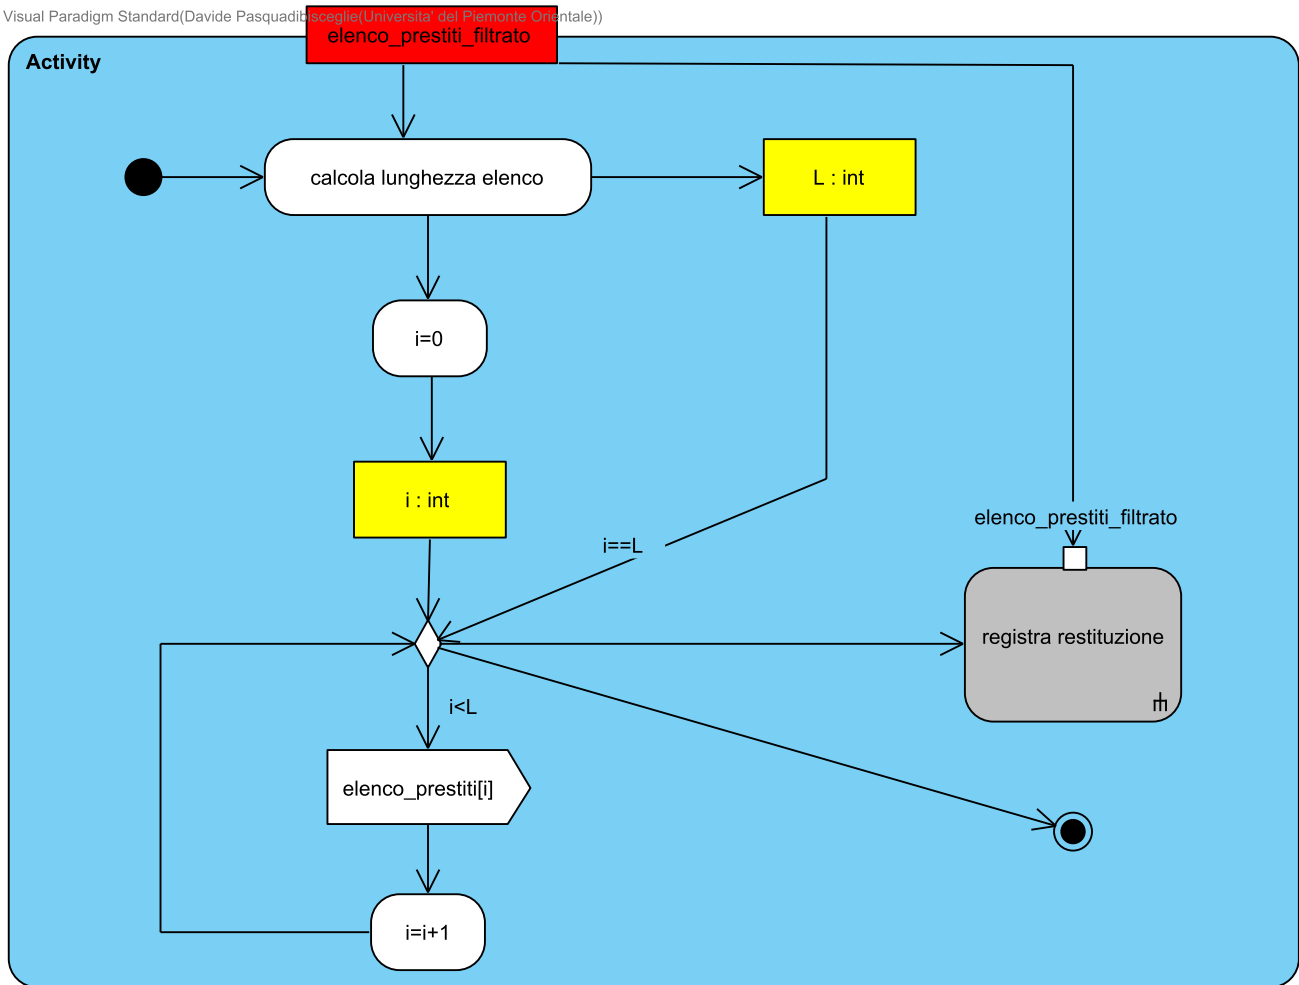 Visual Paradigm Standard(Davide Pasquadibisceglie(Universita' del Piemonte Orientale))
elenco_prestiti_filtrato
Activity
calcola lunghezza elenco
L : int
i=0
i : int
elenco_prestiti_filtrato
i==L
registra restituzione
i<L
elenco_prestiti[i]
i=i+1